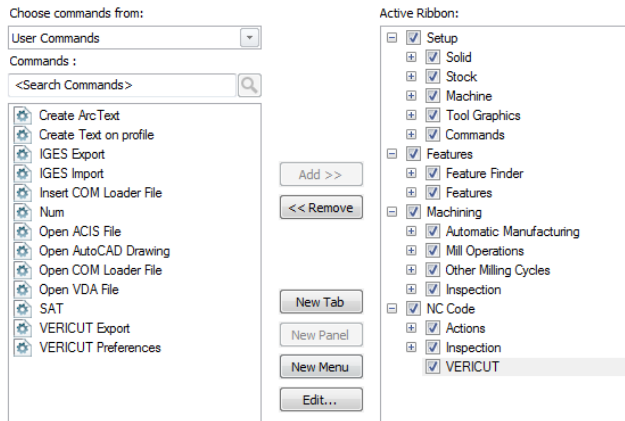 Choose commands from:
User Commands
Commands :
<Search Commands>
Create Arc Text
Create Text on profile
IGES Export
IGES Import
Insert COM Loader File
Num
Open ACIS File
Open AutoCAD Drawing
Open COM Loader File
Open VDA File
SAT
VERICUT Export
VERICUT Preferences
Add >>
<< Remove
New Tab
New Panel
New Menu
Edit...
Active Ribbon:
Setup
Solid
Stock
Machine
Tool Graphics
Commands
Features
Feature Finder
Features
Machining
Automatic Manufacturing
Mill Operations
Other Milling Cycles
Inspection
NC Code
Actions
Inspection
VERICUT